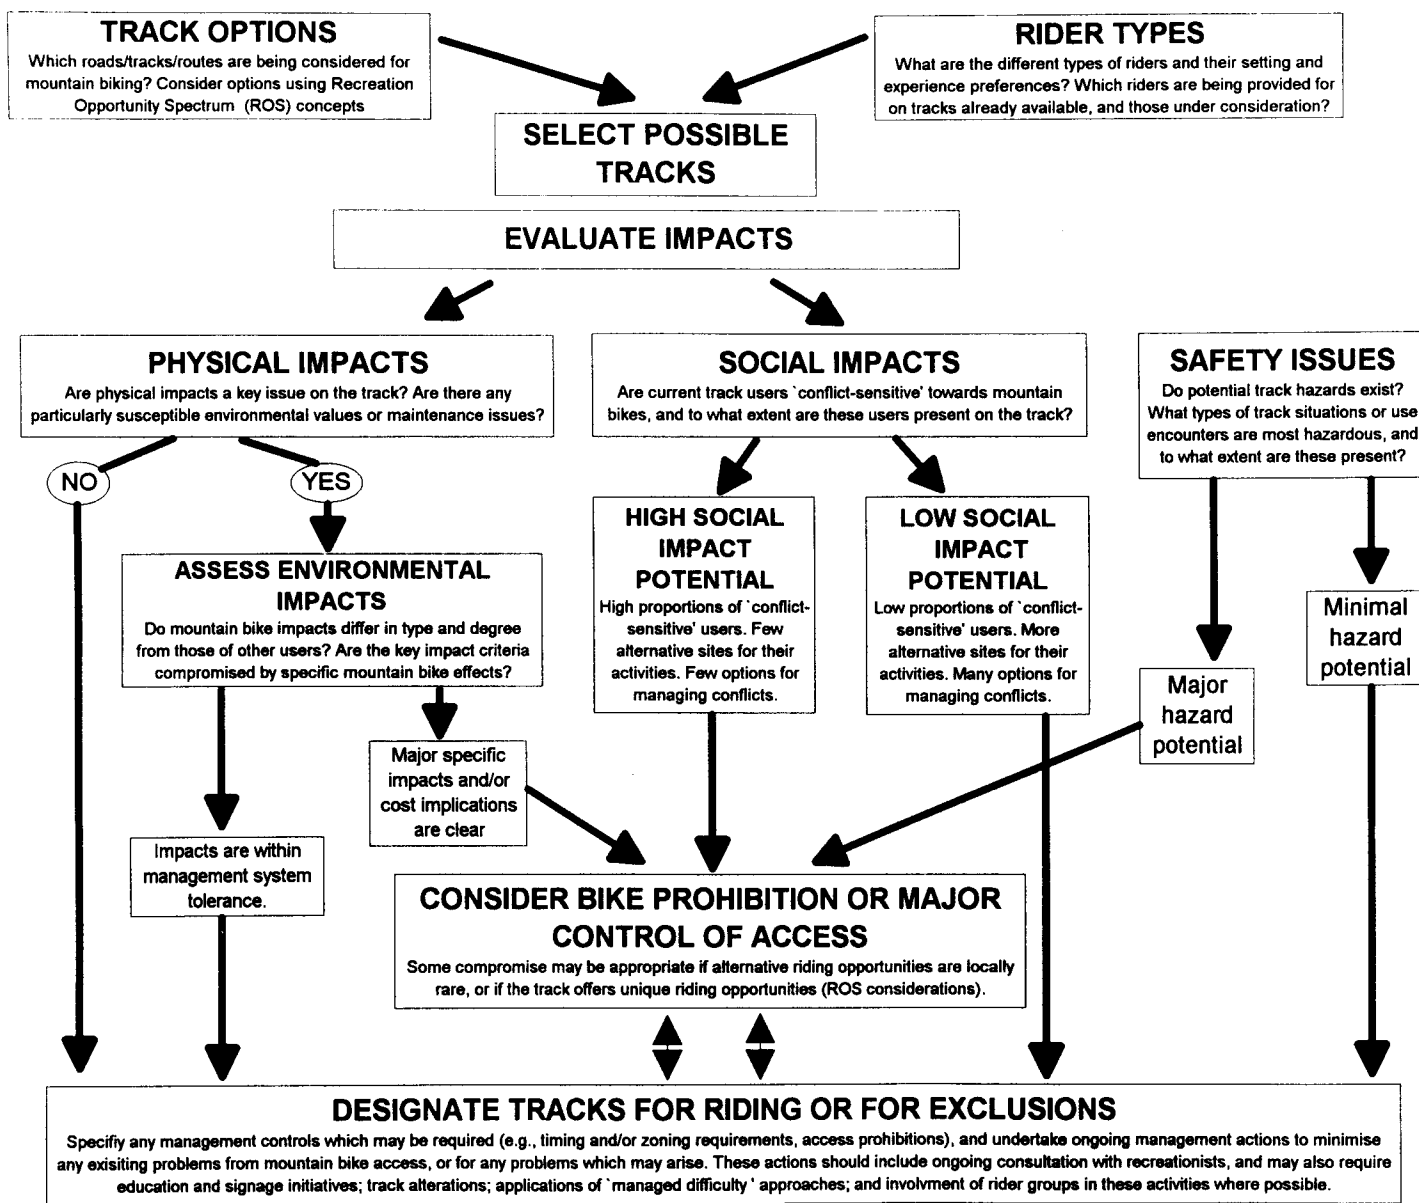 TRACK OPTIONS
Which roads/tracks/routes are being considered for
mountain biking? Consider options using Recreation
Opportunity Spectrum (ROS) concepts
RIDER TYPES
What are the different types of riders and their setting and
experience preferences? Which riders are being provided for
on tracks already available, and those under consideration?
SELECT POSSIBLE
TRACKS
EVALUATE IMPACTS
PHYSICAL IMPACTS
Are physical impacts a key issue on the track? Are there any
particularly susceptible environmental values or maintenance issues?
SOCIAL IMPACTS
Are current track users `conflict-sensitive' towards mountain
bikes, and to what extent are these users present on the track?
SAFETY ISSUES
Do potential track hazards exist?
What types of track situations or use
encounters are most hazardous, and
to what extent are these present?
NO
YES
ASSESS ENVIRONMENTAL
IMPACTS
Do mountain bike impacts differ in type and degree
from those of other users? Are the key impact criteria
compromised by specific mountain bike effects?
HIGH SOCIAL
IMPACT
POTENTIAL
High proportions of `conflict-
sensitive' users. Few
alternative sites for their
activities. Few options for
managing conflicts.
LOW SOCIAL
IMPACT
POTENTIAL
Low proportions of `conflict-
sensitive' users. More
alternative sites for their
activities. Many options for
managing conflicts.
Minimal
hazard
potential
Major
hazard
potential
Major specific
impacts and/or
cost implications
are clear
Impacts are within
management system
tolerance.
CONSIDER BIKE PROHIBITION OR MAJOR
CONTROL OF ACCESS
Some compromise may be appropriate if alternative riding opportunities are locally
rare, or if the track offers unique riding opportunities (ROS considerations).
DESIGNATE TRACKS FOR RIDING OR FOR EXCLUSIONS
Specifiy any management controls which may be required (e.g., timing and/or zoning requirements, access prohibitions), and undertake ongoing management actions to minimise
any exisiting problems from mountain bike access, or for any problems which may arise. These actions should include ongoing consultation with recreationists, and may also require
education and signage initiatives; track alterations; applications of `managed difficulty' approaches; and involvment of rider groups in these activities where possible.